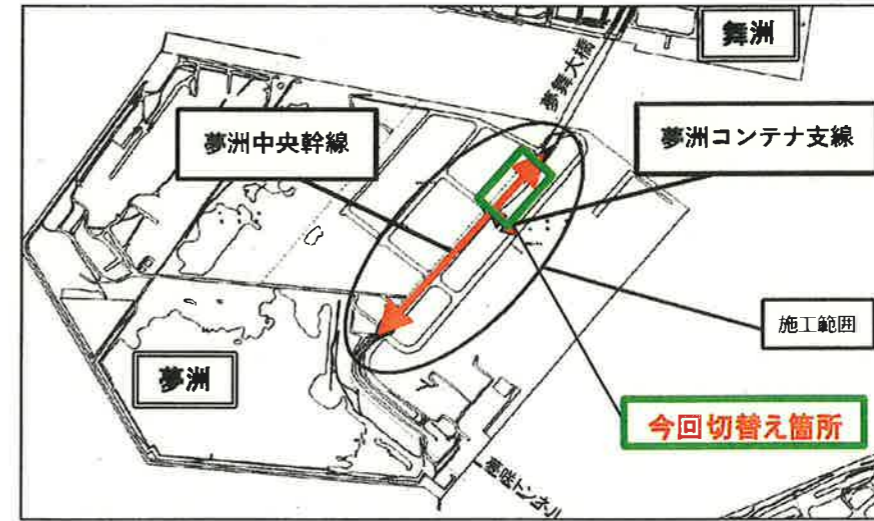 舞洲
夢舞大橋
夢洲中央幹線
夢洲コンテナ支線
施工範囲
夢洲
今回切替え箇所
夢咲トンネル